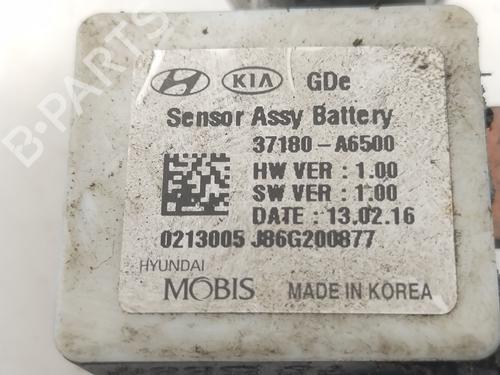 B-PARTS
KIA GDe
Sensor Assy Battery
37180-A6500
HW VER : 1.00
SW VER : 1.00
DATE : 13.02.16
0213005 J86G200877
HYUNDAI
MOBIS MADE IN KOREA